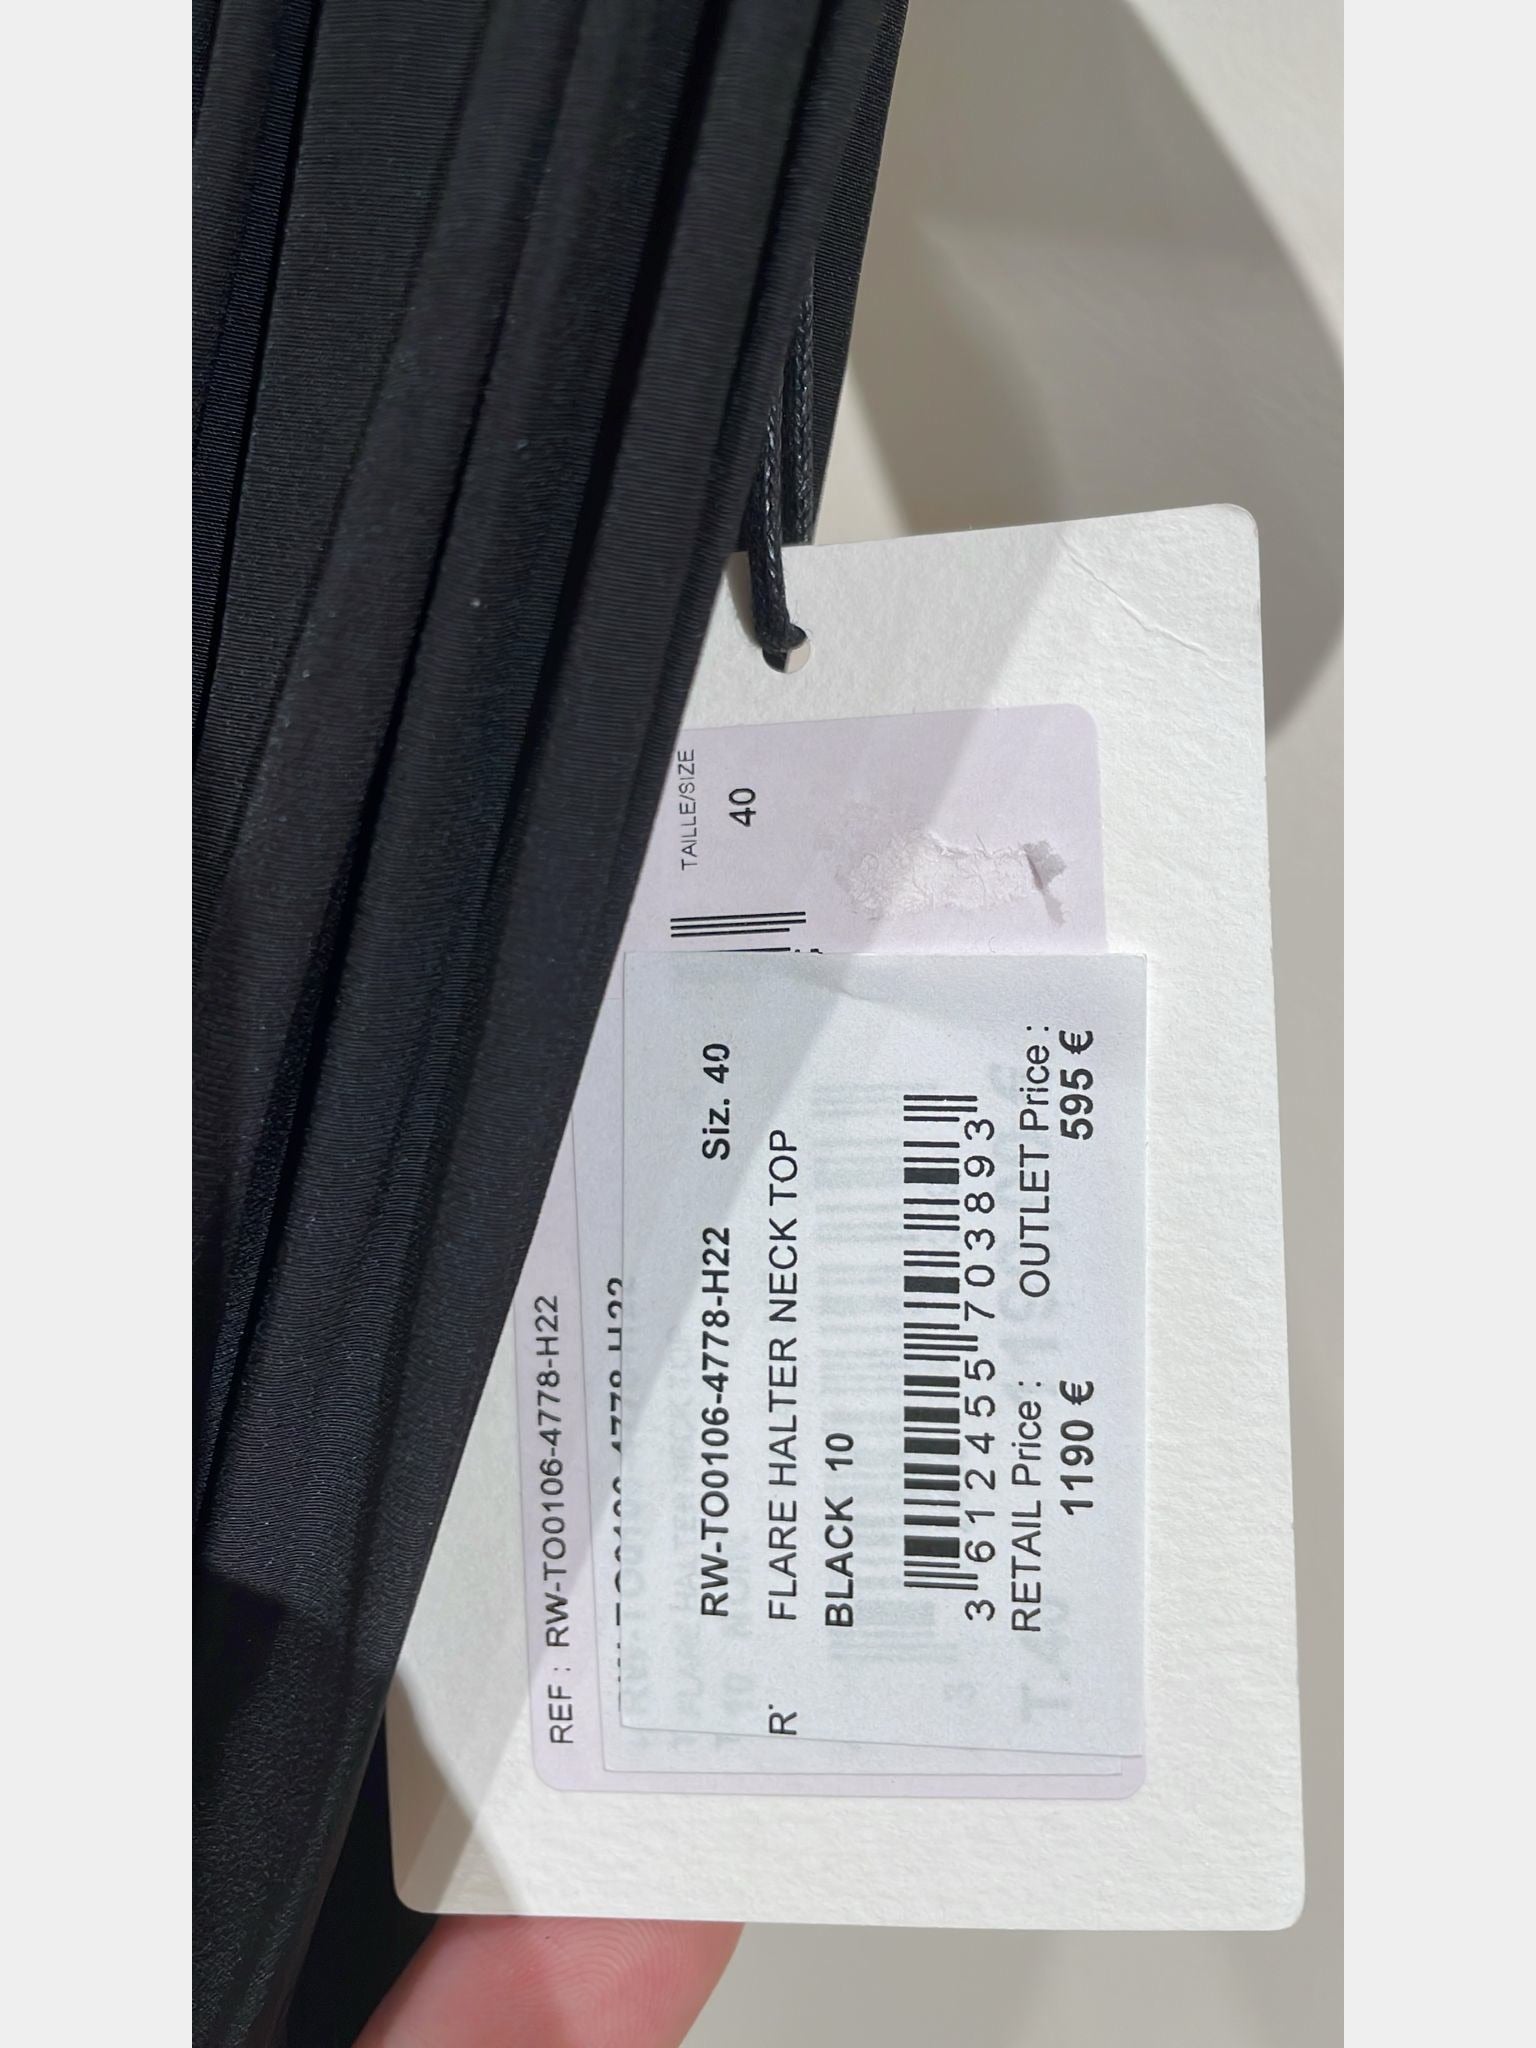 REF : RW-TO0106-4778-H22
TAILLE/SIZE
40
RW-TO0106-4778-H22 Siz. 40
FLARE HALTER NECK TOP
BLACK 10
3 612455 703893
RETAIL Price : OUTLET Price :
1190 € 595 €